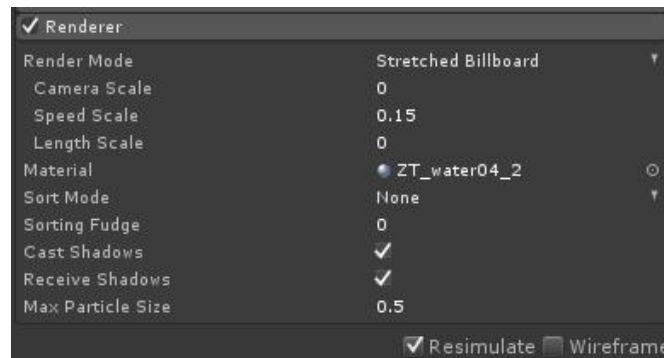 Renderer
Render Mode Stretched Billboard
Camera Scale 0
Speed Scale 0.15
Length Scale 0
Material ZT_water04_2
Sort Mode None
Sorting Fudge 0
Cast Shadows
Receive Shadows
Max Particle Size 0.5
Resimulate Wireframe